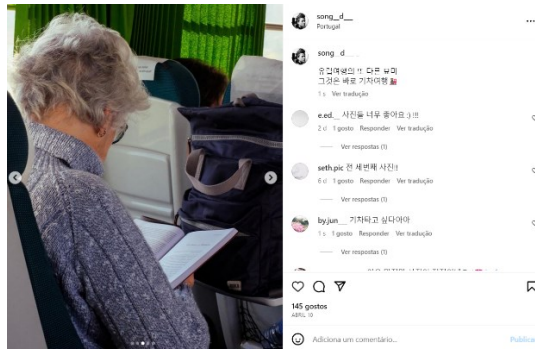 song_d__
Portugal
song_d__
유럽여행의 !!. 다른 묘미
그것은 바로 기차여행
1 s Ver tradução
e.ed._ 사진들 너무 좋아요 :) !!!
2 d 1 gosto Responder Ver tradução
Ver respostas (1)
seth.pic 전 세번째 사진!!
6 d 1 gosto Responder Ver tradução
Ver respostas (1)
by.jun__ 기차타고 싶다아아
1 s 1 gosto Responder Ver tradução
Ver respostas (1)
145 gostos
ABRIL 10
Adiciona um comentário...
Publicar